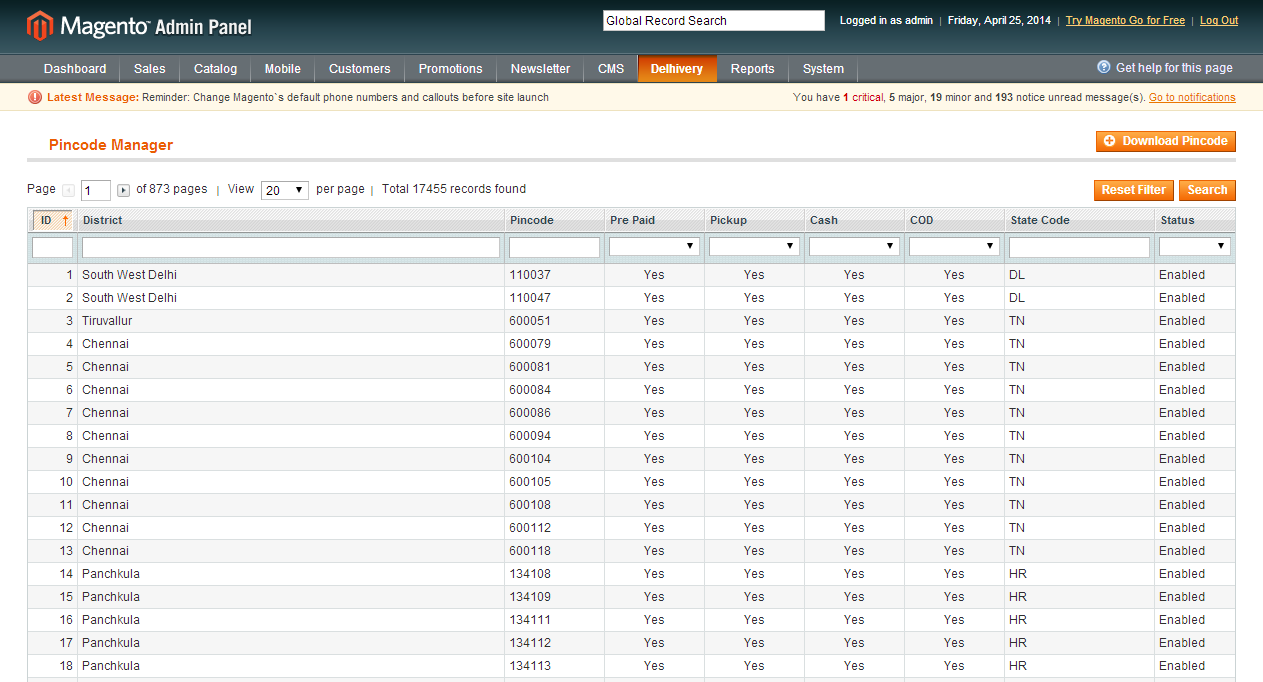 Magento™ Admin Panel
Global Record Search
Logged in as admin | Friday, April 25, 2014 | Try Magento Go for Free | Log Out
Dashboard Sales Catalog Mobile Customers Promotions Newsletter CMS Delhivery Reports System Get help for this page
Latest Message: Reminder: Change Magento`s default phone numbers and callouts before site launch You have 1 critical, 5 major, 19 minor and 193 notice unread message(s). Go to notifications
Pincode Manager Download Pincode
Page 1 of 873 pages | View 20 per page | Total 17455 records found Reset Filter Search
ID District Pincode Pre Paid Pickup Cash COD State Code Status
1 South West Delhi 110037 Yes Yes Yes Yes DL Enabled
2 South West Delhi 110047 Yes Yes Yes Yes DL Enabled
3 Tiruvallur 600051 Yes Yes Yes Yes TN Enabled
4 Chennai 600079 Yes Yes Yes Yes TN Enabled
5 Chennai 600081 Yes Yes Yes Yes TN Enabled
6 Chennai 600084 Yes Yes Yes Yes TN Enabled
7 Chennai 600086 Yes Yes Yes Yes TN Enabled
8 Chennai 600094 Yes Yes Yes Yes TN Enabled
9 Chennai 600104 Yes Yes Yes Yes TN Enabled
10 Chennai 600105 Yes Yes Yes Yes TN Enabled
11 Chennai 600108 Yes Yes Yes Yes TN Enabled
12 Chennai 600112 Yes Yes Yes Yes TN Enabled
13 Chennai 600118 Yes Yes Yes Yes TN Enabled
14 Panchkula 134108 Yes Yes Yes Yes HR Enabled
15 Panchkula 134109 Yes Yes Yes Yes HR Enabled
16 Panchkula 134111 Yes Yes Yes Yes HR Enabled
17 Panchkula 134112 Yes Yes Yes Yes HR Enabled
18 Panchkula 134113 Yes Yes Yes Yes HR Enabled